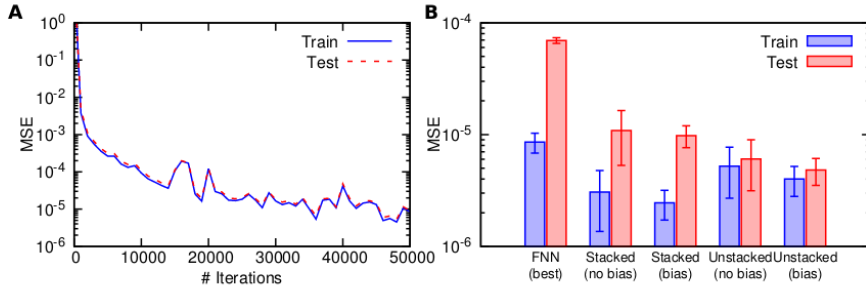 A
MSE
10^0
10^-1
10^-2
10^-3
10^-4
10^-5
10^-6
0 10000 20000 30000 40000 50000
# Iterations
Train
Test
B
MSE
10^-4
10^-5
10^-6
Train
Test
FNN
(best)
Stacked
(no bias)
Stacked
(bias)
Unstacked
(no bias)
Unstacked
(bias)